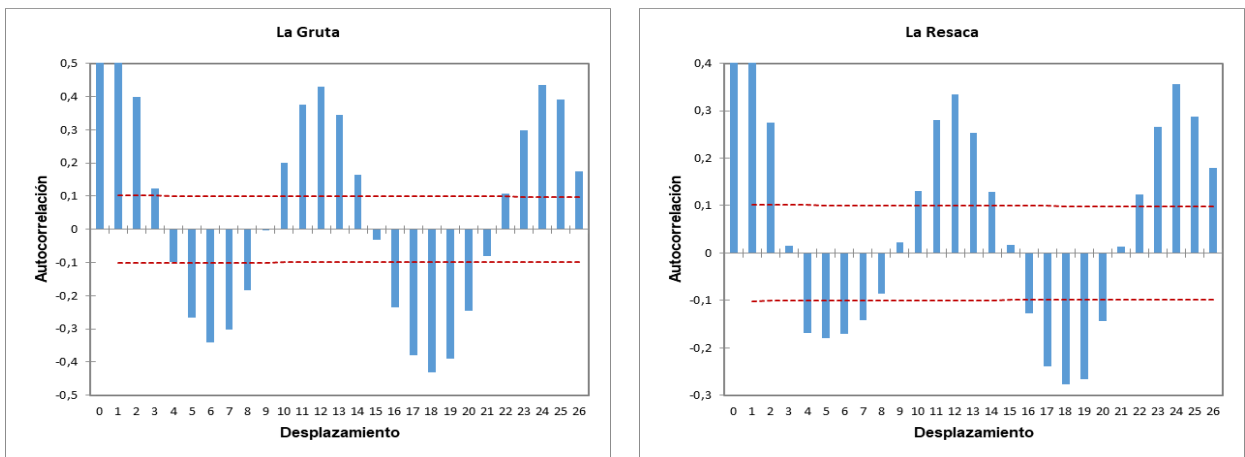 La Gruta
0,5
0,4
0,3
0,2
0,1
0
-0,1
-0,2
-0,3
-0,4
-0,5
Autocorrelación
0 1 2 3 4 5 6 7 8 9 10 11 12 13 14 15 16 17 18 19 20 21 22 23 24 25 26
Desplazamiento
La Resaca
0,4
0,3
0,2
0,1
0
-0,1
-0,2
-0,3
Autocorrelación
0 1 2 3 4 5 6 7 8 9 10 11 12 13 14 15 16 17 18 19 20 21 22 23 24 25 26
Desplazamiento